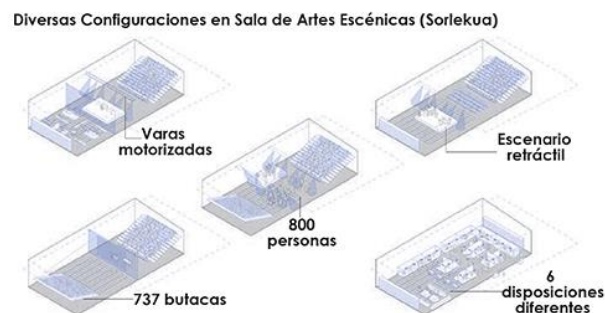 Diversas Configuraciones en Sala de Artes Escénicas (Sorlekua)
Varas
motorizadas
Escenario
retráctil
800
personas
737 butacas
6
disposiciones
diferentes